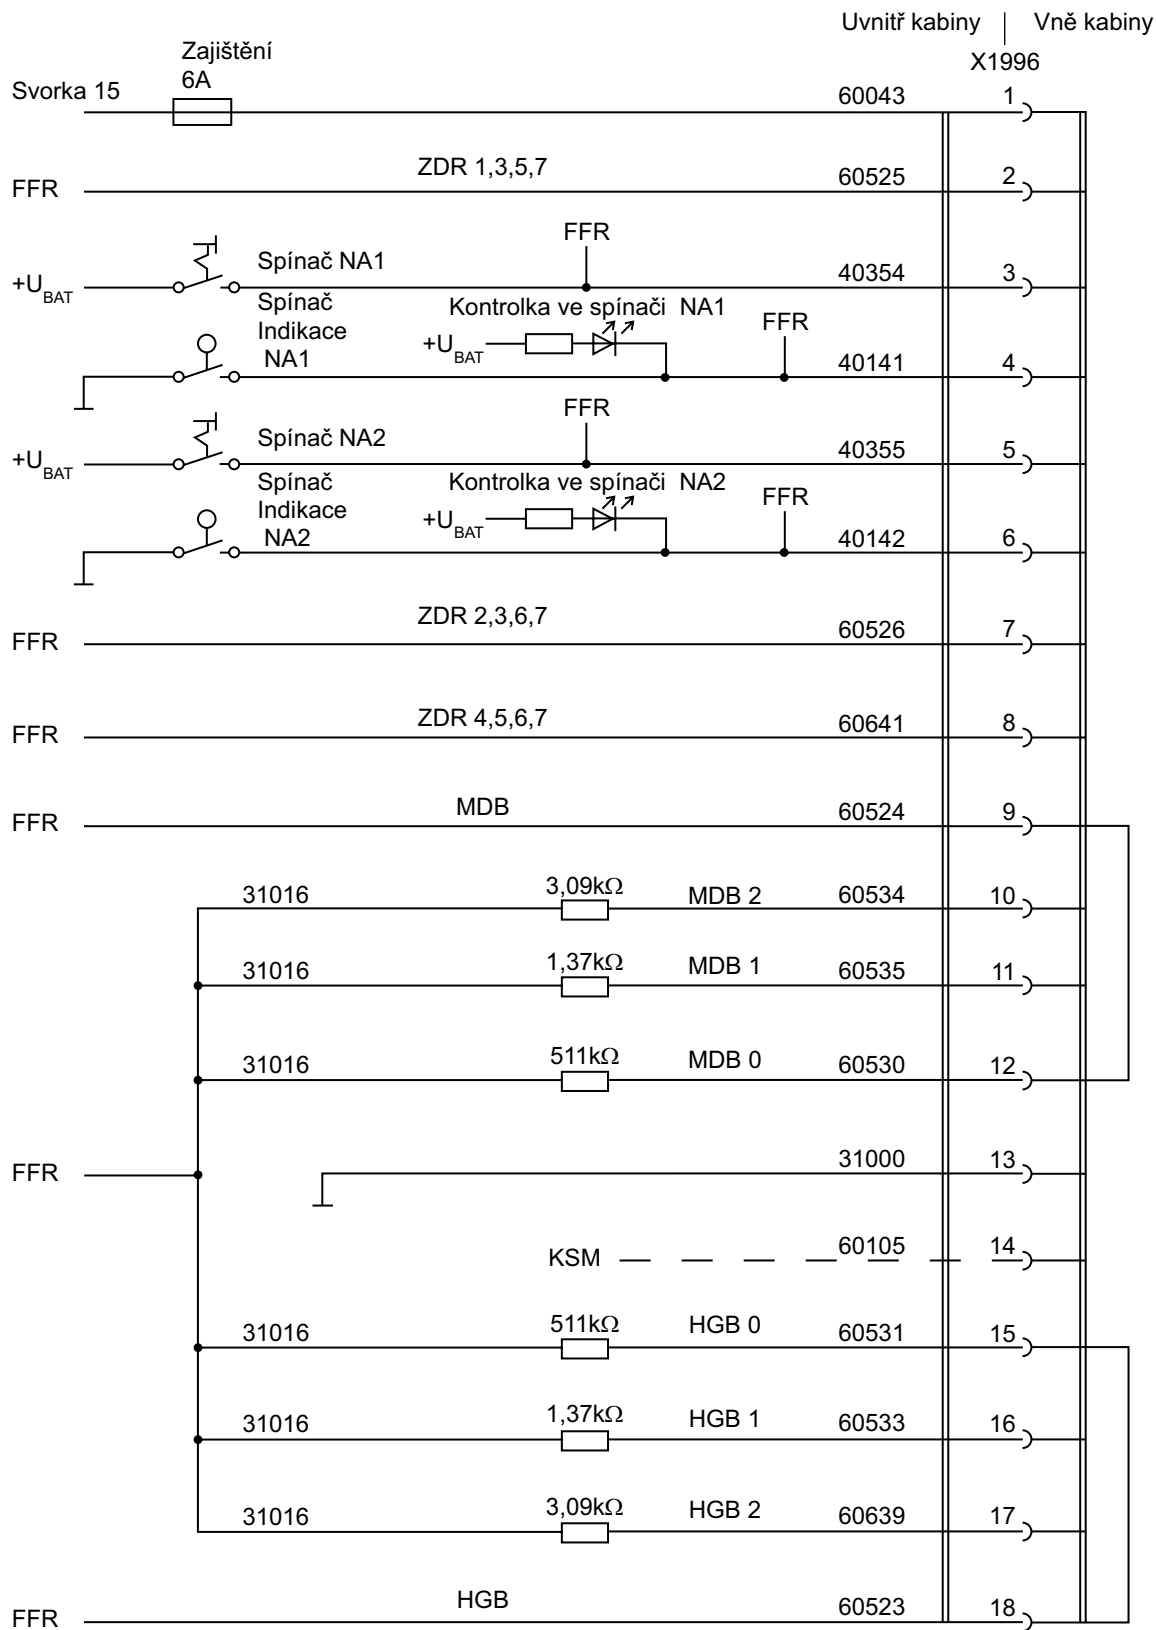 Uvnitř kabiny Vně kabiny
X1996
Zajištění
6A
Svorka 15 60043 1
FFR ZDR 1,3,5,7 60525 2
FFR
+UBAT Spínač NA1 40354 3
Spínač
Indikace
NA1
Kontrolka ve spínači NA1
+UBAT
FFR
40141 4
FFR
+UBAT Spínač NA2 40355 5
Spínač
Indikace
NA2
Kontrolka ve spínači NA2
+UBAT
FFR
40142 6
FFR ZDR 2,3,6,7 60526 7
FFR ZDR 4,5,6,7 60641 8
FFR MDB 60524 9
31016 3,09kΩ MDB 2 60534 10
31016 1,37kΩ MDB 1 60535 11
31016 511kΩ MDB 0 60530 12
FFR 31000 13
KSM 60105 14
31016 511kΩ HGB 0 60531 15
31016 1,37kΩ HGB 1 60533 16
31016 3,09kΩ HGB 2 60639 17
FFR HGB 60523 18